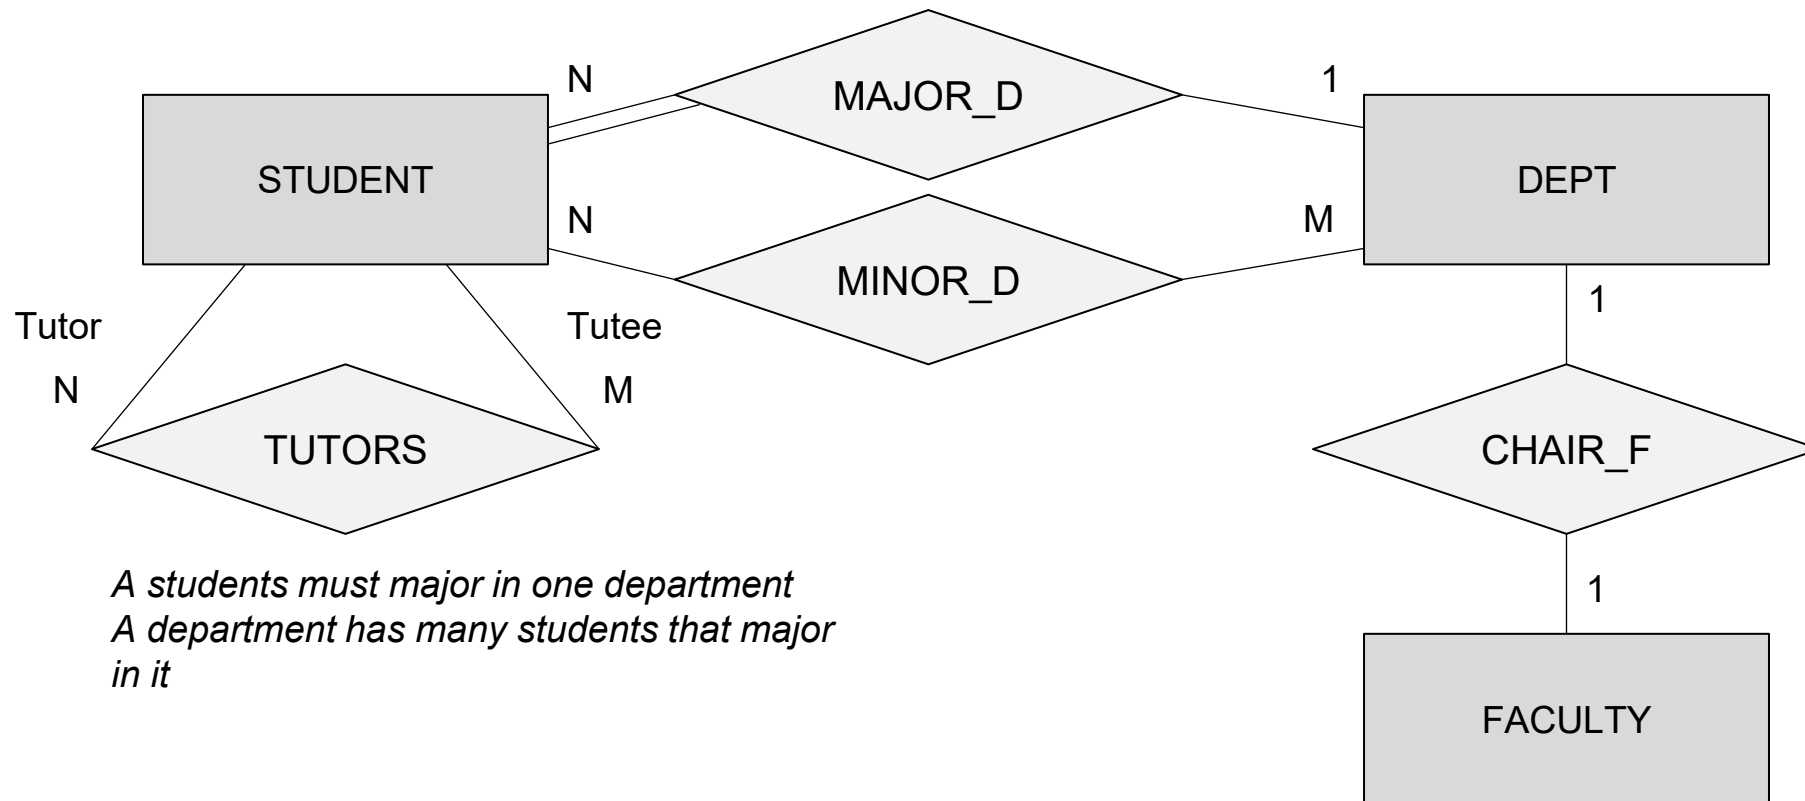 N
MAJOR_D
1
STUDENT
DEPT
N
MINOR_D
M
1
Tutor
Tutee
N
M
TUTORS
CHAIR_F
A students must major in one department
A department has many students that major
in it
1
FACULTY